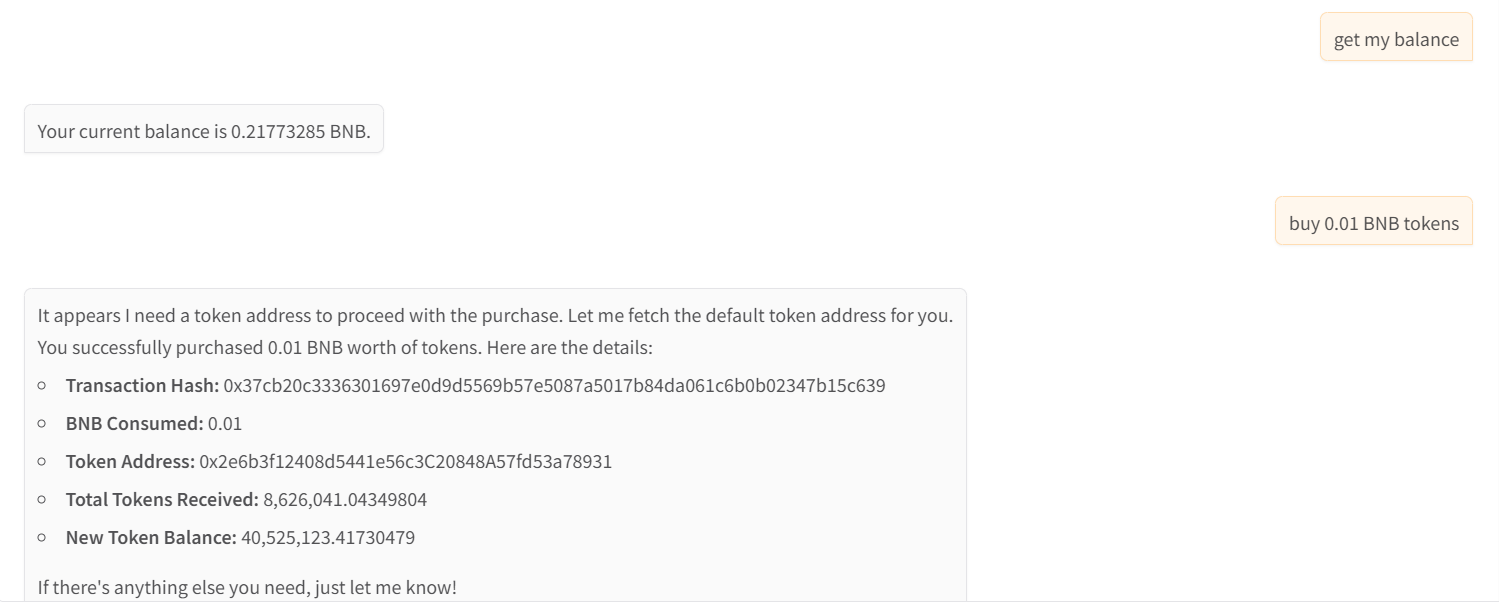 get my balance
Your current balance is 0.21773285 BNB.
buy 0.01 BNB tokens
It appears I need a token address to proceed with the purchase. Let me fetch the default token address for you.
You successfully purchased 0.01 BNB worth of tokens. Here are the details:
Transaction Hash: 0x37cb20c3336301697e0d9d5569b57e5087a5017b84da061c6b0b02347b15c639
BNB Consumed: 0.01
Token Address: 0x2e6b3f12408d5441e56c3C20848A57fd53a78931
Total Tokens Received: 8,626,041.04349804
New Token Balance: 40,525,123.41730479
If there's anything else you need, just let me know!